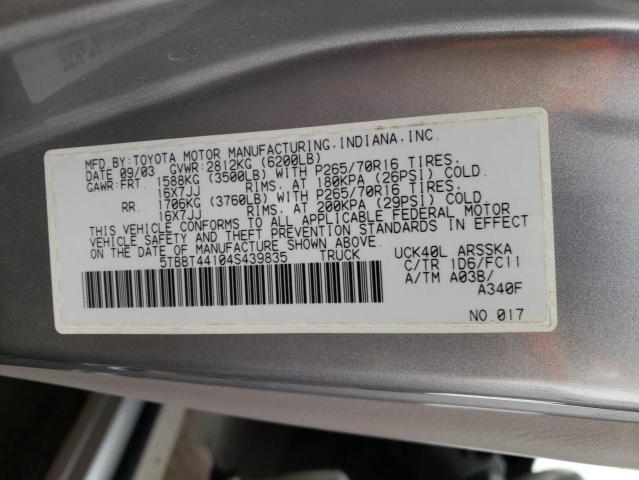 MFD.BY:TOYOTA MOTOR MANUFACTURING,INDIANA,INC.
DATE 09/03 GVWR:2812KG (6200LB)
GAWR:FRT. 1588KG (3500LB) WITH P265/70R16 TIRES,
16X7JJ RIMS, AT 180KPA (26PSI) COLD.
RR. 1706KG (3760LB) WITH P265/70R16 TIRES,
16X7JJ RIMS, AT 200KPA (29PSI) COLD.
THIS VEHICLE CONFORMS TO ALL APPLICABLE FEDERAL MOTOR
VEHICLE SAFETY AND THEFT PREVENTION STANDARDS IN EFFECT
ON THE DATE OF MANUFACTURE SHOWN ABOVE.
5TBBT44104S439835 TRUCK
UCK40L ARSSKA
C/TR 1D6/FC11
A/TM A03B/
A340F
NO.017